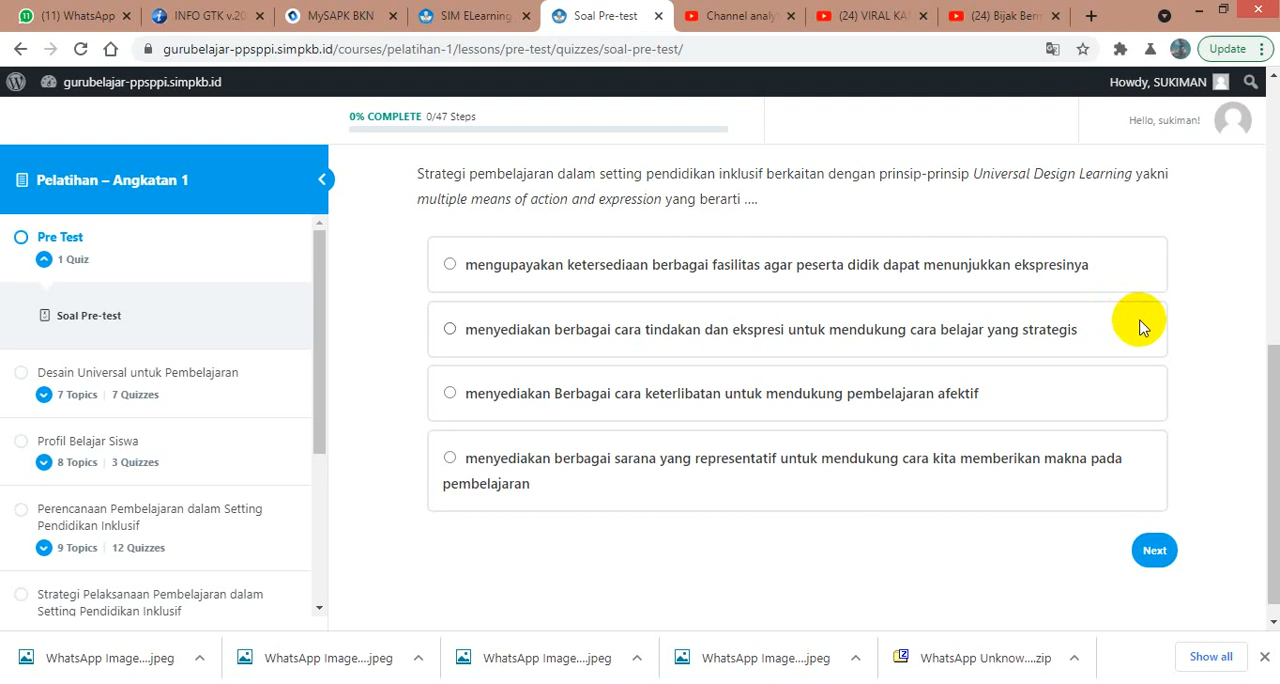 (11) WhatsApp
INFO GTK v.20
MySAPK BKN
SIM ELearning
Soal Pre-test
Channel analy
(24) VIRAL KA
(24) Bijak Ber
gurubelajar-ppsppi.simpkb.id/courses/pelatihan-1/lessons/pre-test/quizzes/soal-pre-test/
Update
gurubelajar-ppsppi.simpkb.id
Howdy, SUKIMAN
0% COMPLETE 0/47 Steps
Hello, sukiman!
Pelatihan – Angkatan 1
Pre Test
1 Quiz
Soal Pre-test
Desain Universal untuk Pembelajaran
7 Topics | 7 Quizzes
Profil Belajar Siswa
8 Topics | 3 Quizzes
Perencanaan Pembelajaran dalam Setting
Pendidikan Inklusif
9 Topics | 12 Quizzes
Strategi Pelaksanaan Pembelajaran dalam
Setting Pendidikan Inklusif
Strategi pembelajaran dalam setting pendidikan inklusif berkaitan dengan prinsip-prinsip Universal Design Learning yakni
multiple means of action and expression yang berarti ....
mengupayakan ketersediaan berbagai fasilitas agar peserta didik dapat menunjukkan ekspresinya
menyediakan berbagai cara tindakan dan ekspresi untuk mendukung cara belajar yang strategis
menyediakan Berbagai cara keterlibatan untuk mendukung pembelajaran afektif
menyediakan berbagai sarana yang representatif untuk mendukung cara kita memberikan makna pada
pembelajaran
Next
WhatsApp Image....jpeg
WhatsApp Image....jpeg
WhatsApp Image....jpeg
WhatsApp Image....jpeg
WhatsApp Unknow....zip
Show all